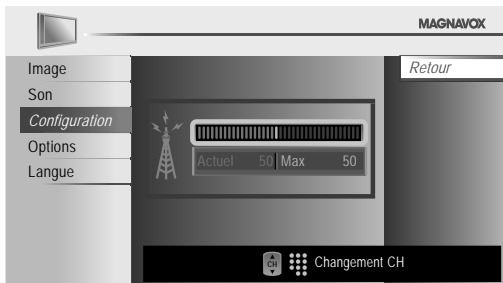 MAGNAVOX
Image
Son
Configuration
Options
Langue
Retour
Actuel 50 Max 50
CH Changement CH